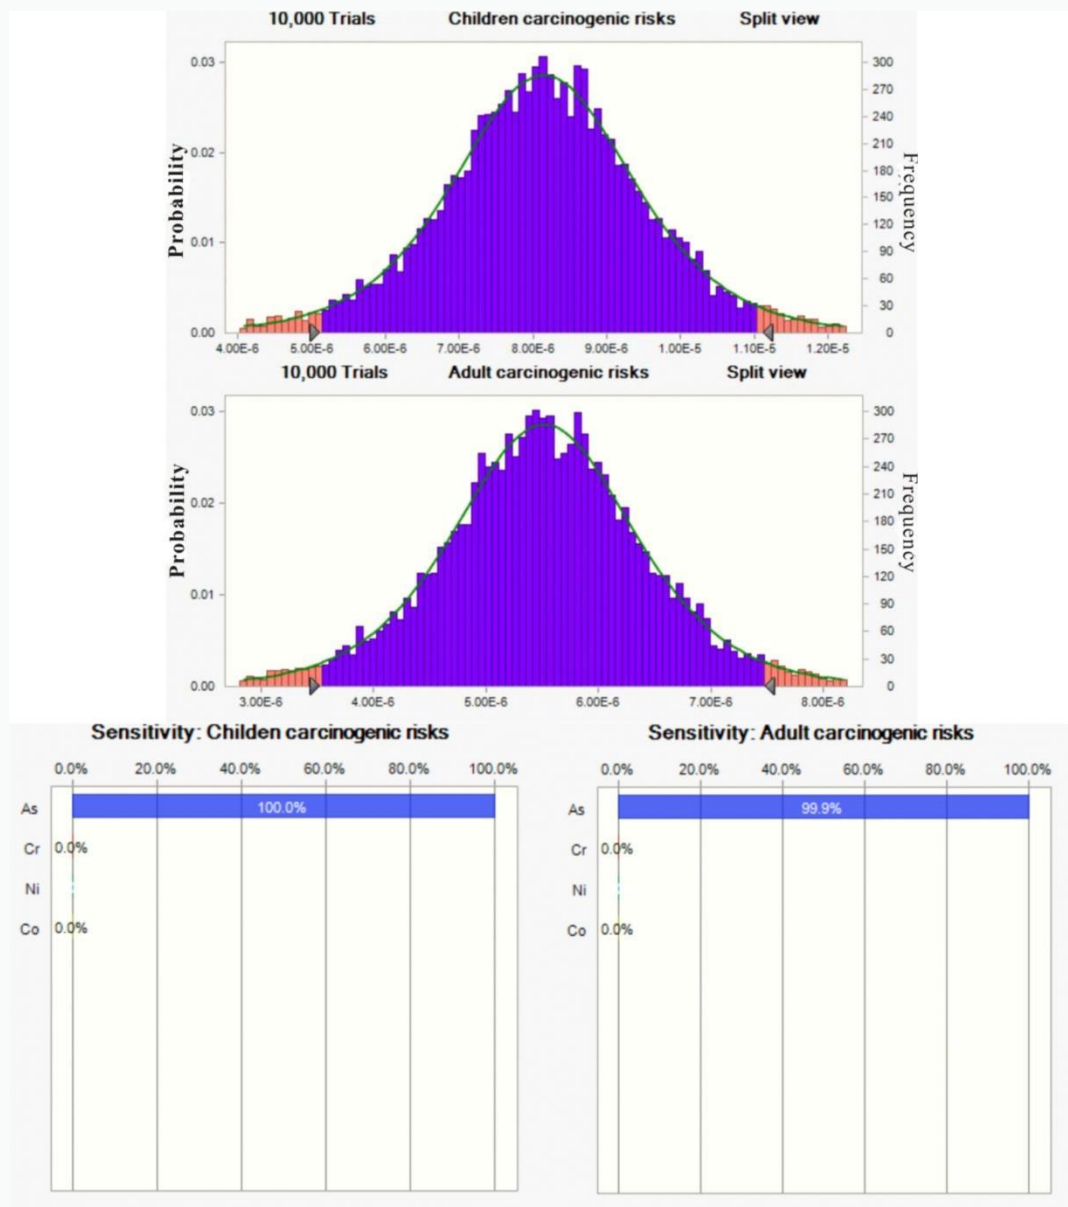 10,000 Trials Children carcinogenic risks Split view
0.03 300
270
240
210
0.02 180
150
120
0.01 90
60
30
0.00 0
Probability
Frequency
4.00E-6 5.00E-6 6.00E-6 7.00E-6 8.00E-6 9.00E-6 1.00E-5 1.10E-5 1.20E-5
10,000 Trials Adult carcinogenic risks Split view
0.03 300
270
240
210
0.02 180
150
120
0.01 90
60
30
0.00 0
Probability
Frequency
3.00E-6 4.00E-6 5.00E-6 6.00E-6 7.00E-6 8.00E-6
Sensitivity: Childen carcinogenic risks
0.0% 20.0% 40.0% 60.0% 80.0% 100.0%
As 100.0%
Cr 0.0%
Ni
Co 0.0%
Sensitivity: Adult carcinogenic risks
0.0% 20.0% 40.0% 60.0% 80.0% 100.0%
As 99.9%
Cr 0.0%
Ni
Co 0.0%